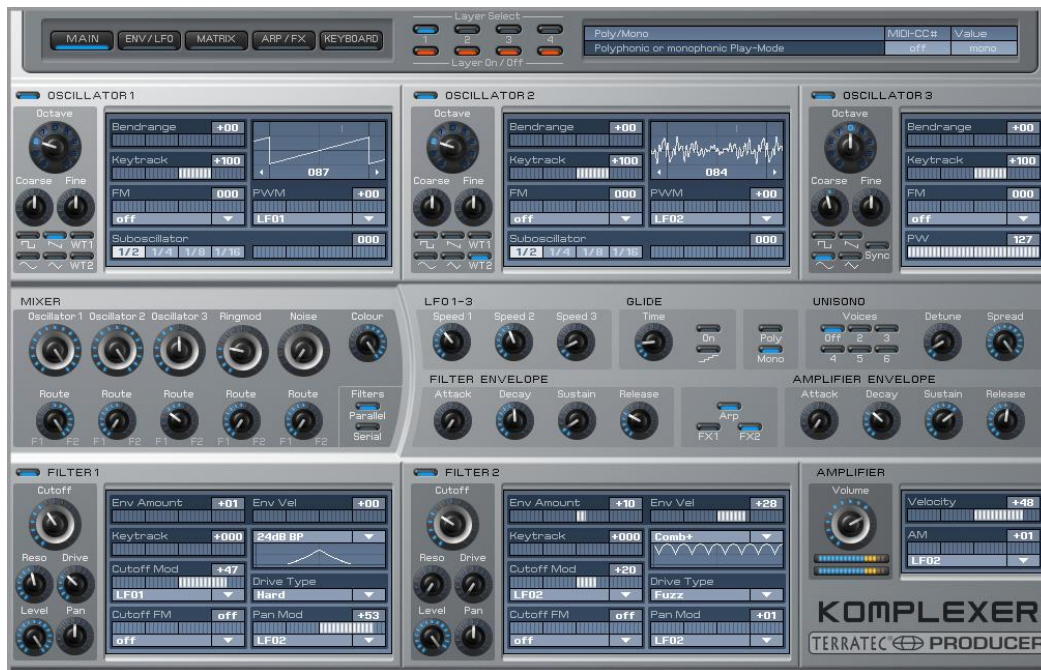 Layer Select
MAIN ENV/LFO MATRIX ARP/FX KEYBOARD
1 2 3 4
Layer On/Off
Poly/Mono MIDI-CC# Value
Polyphonic or monophonic Play-Mode off mono
OSCILLATOR 1
Octave
Bendrange +00
Keytrack +100
087
Coarse Fine
FM 000 PWM +00
off LFO1
Suboscillator 000
1/2 1/4 1/8 1/16
WT1
WT2
OSCILLATOR 2
Octave
Bendrange +00
Keytrack +100
084
Coarse Fine
FM 000 PWM +00
off LFO2
Suboscillator 000
1/2 1/4 1/8 1/16
WT1
WT2
OSCILLATOR 3
Octave
Bendrange +00
Keytrack +100
Coarse Fine
FM 000
off
PW 127
Sync
MIXER
Oscillator 1 Oscillator 2 Oscillator 3 Ringmod Noise Colour
Route Route Route Route Route Filters
Parallel
Serial
F1 F2 F1 F2 F1 F2 F1 F2 F1 F2
LFO 1-3
Speed 1 Speed 2 Speed 3
GLIDE
Time
On
Poly
Mono
UNISONO
Voices Detune Spread
Off 2 3
4 5 6
FILTER ENVELOPE
Attack Decay Sustain Release
Arp
FX1 FX2
AMPLIFIER ENVELOPE
Attack Decay Sustain Release
FILTER 1
Cutoff
Env Amount +01 Env Vel +00
Keytrack +000 24dB BP
Reso Drive
Cutoff Mod +47
Drive Type
LFO1 Hard
Level Pan
Cutoff FM off Pan Mod +53
off LFO2
FILTER 2
Cutoff
Env Amount +10 Env Vel +28
Keytrack +000 Comb+
Reso Drive
Cutoff Mod +20
Drive Type
LFO2 Fuzz
Level Pan
Cutoff FM off Pan Mod +01
off LFO2
AMPLIFIER
Volume
Velocity +48
AM +01
LFO2
KOMPLEXER
TERRATEC PRODUCER